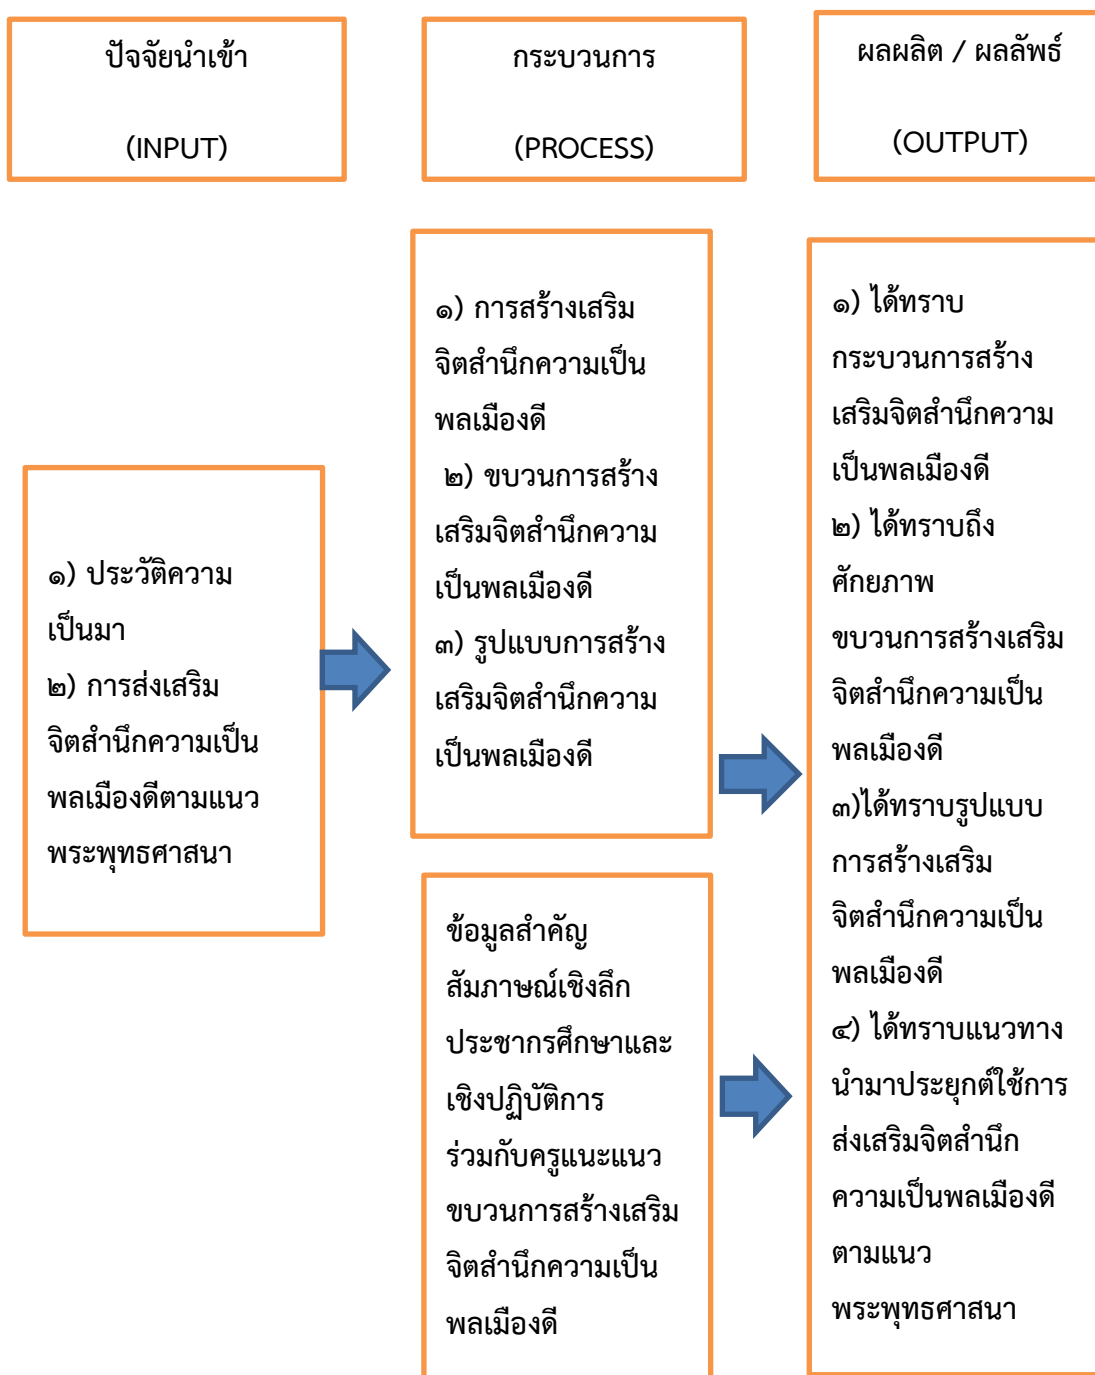 ปัจจัยนำเข้า
(INPUT)
กระบวนการ
(PROCESS)
ผลผลิต / ผลลัพธ์
(OUTPUT)
๑) ประวัติความ
เป็นมา
๒) การส่งเสริม
จิตสำนึกความเป็น
พลเมืองดีตามแนว
พระพุทธศาสนา
๑) การสร้างเสริม
จิตสำนึกความเป็น
พลเมืองดี
๒) ขบวนการสร้าง
เสริมจิตสำนึกความ
เป็นพลเมืองดี
๓) รูปแบบการสร้าง
เสริมจิตสำนึกความ
เป็นพลเมืองดี
ข้อมูลสำคัญ
สัมภาษณ์เชิงลึก
ประชากรศึกษาและ
เชิงปฏิบัติการ
ร่วมกับครูแนะแนว
ขบวนการสร้างเสริม
จิตสำนึกความเป็น
พลเมืองดี
๑) ได้ทราบ
กระบวนการสร้าง
เสริมจิตสำนึกความ
เป็นพลเมืองดี
๒) ได้ทราบถึง
ศักยภาพ
ขบวนการสร้างเสริม
จิตสำนึกความเป็น
พลเมืองดี
๓)ได้ทราบรูปแบบ
การสร้างเสริม
จิตสำนึกความเป็น
พลเมืองดี
๔) ได้ทราบแนวทาง
นำมาประยุกต์ใช้การ
ส่งเสริมจิตสำนึก
ความเป็นพลเมืองดี
ตามแนว
พระพุทธศาสนา